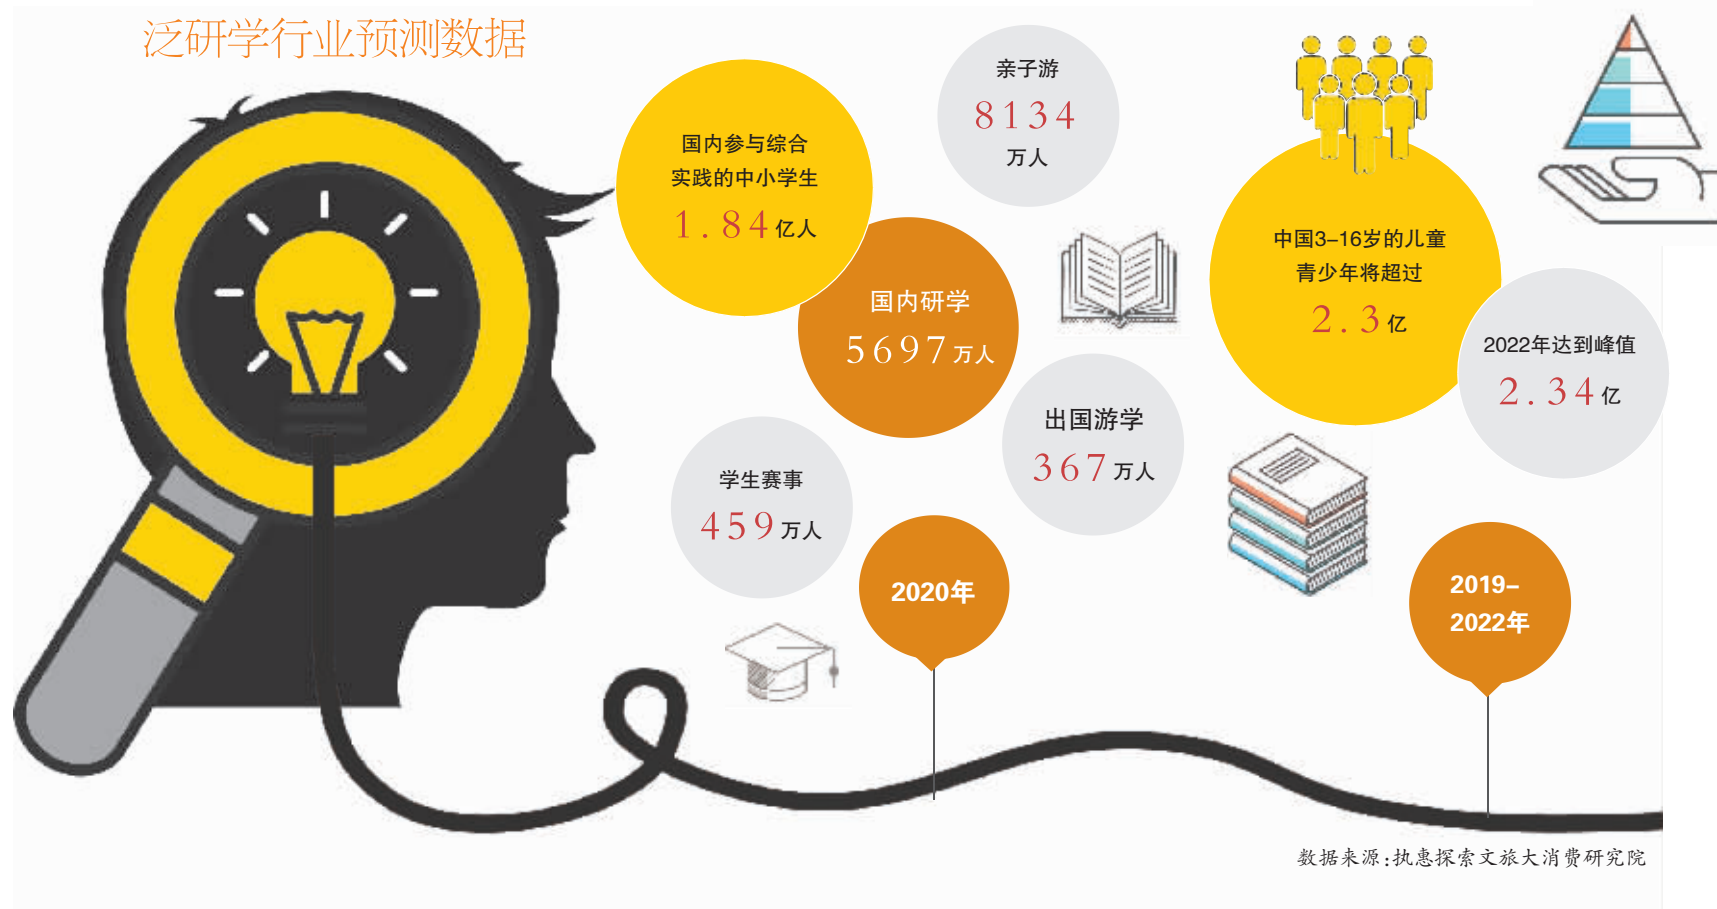 泛研学行业预测数据
国内参与综合
实践的中小学生
1.84亿人
亲子游
8134
万人
国内研学
5697万人
出国游学
367万人
学生赛事
459万人
2020年
中国3-16岁的儿童
青少年将超过
2.3亿
2022年达到峰值
2.34亿
2019-
2022年
数据来源:执惠探索文旅大消费研究院